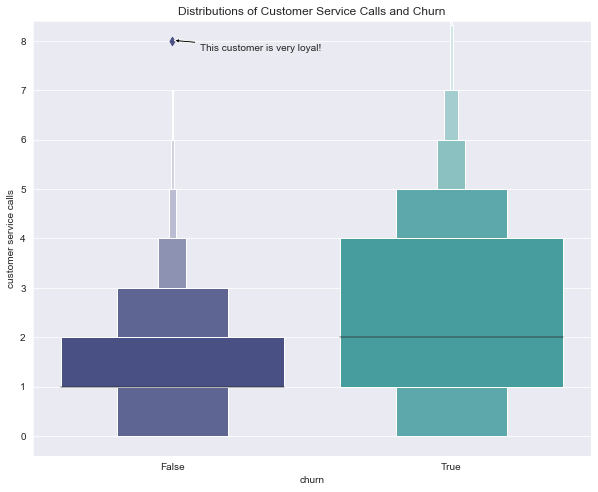 Distributions of Customer Service Calls and Churn
8
This customer is very loyal!
7
6
5
4
3
2
1
0
customer service calls
False
True
churn